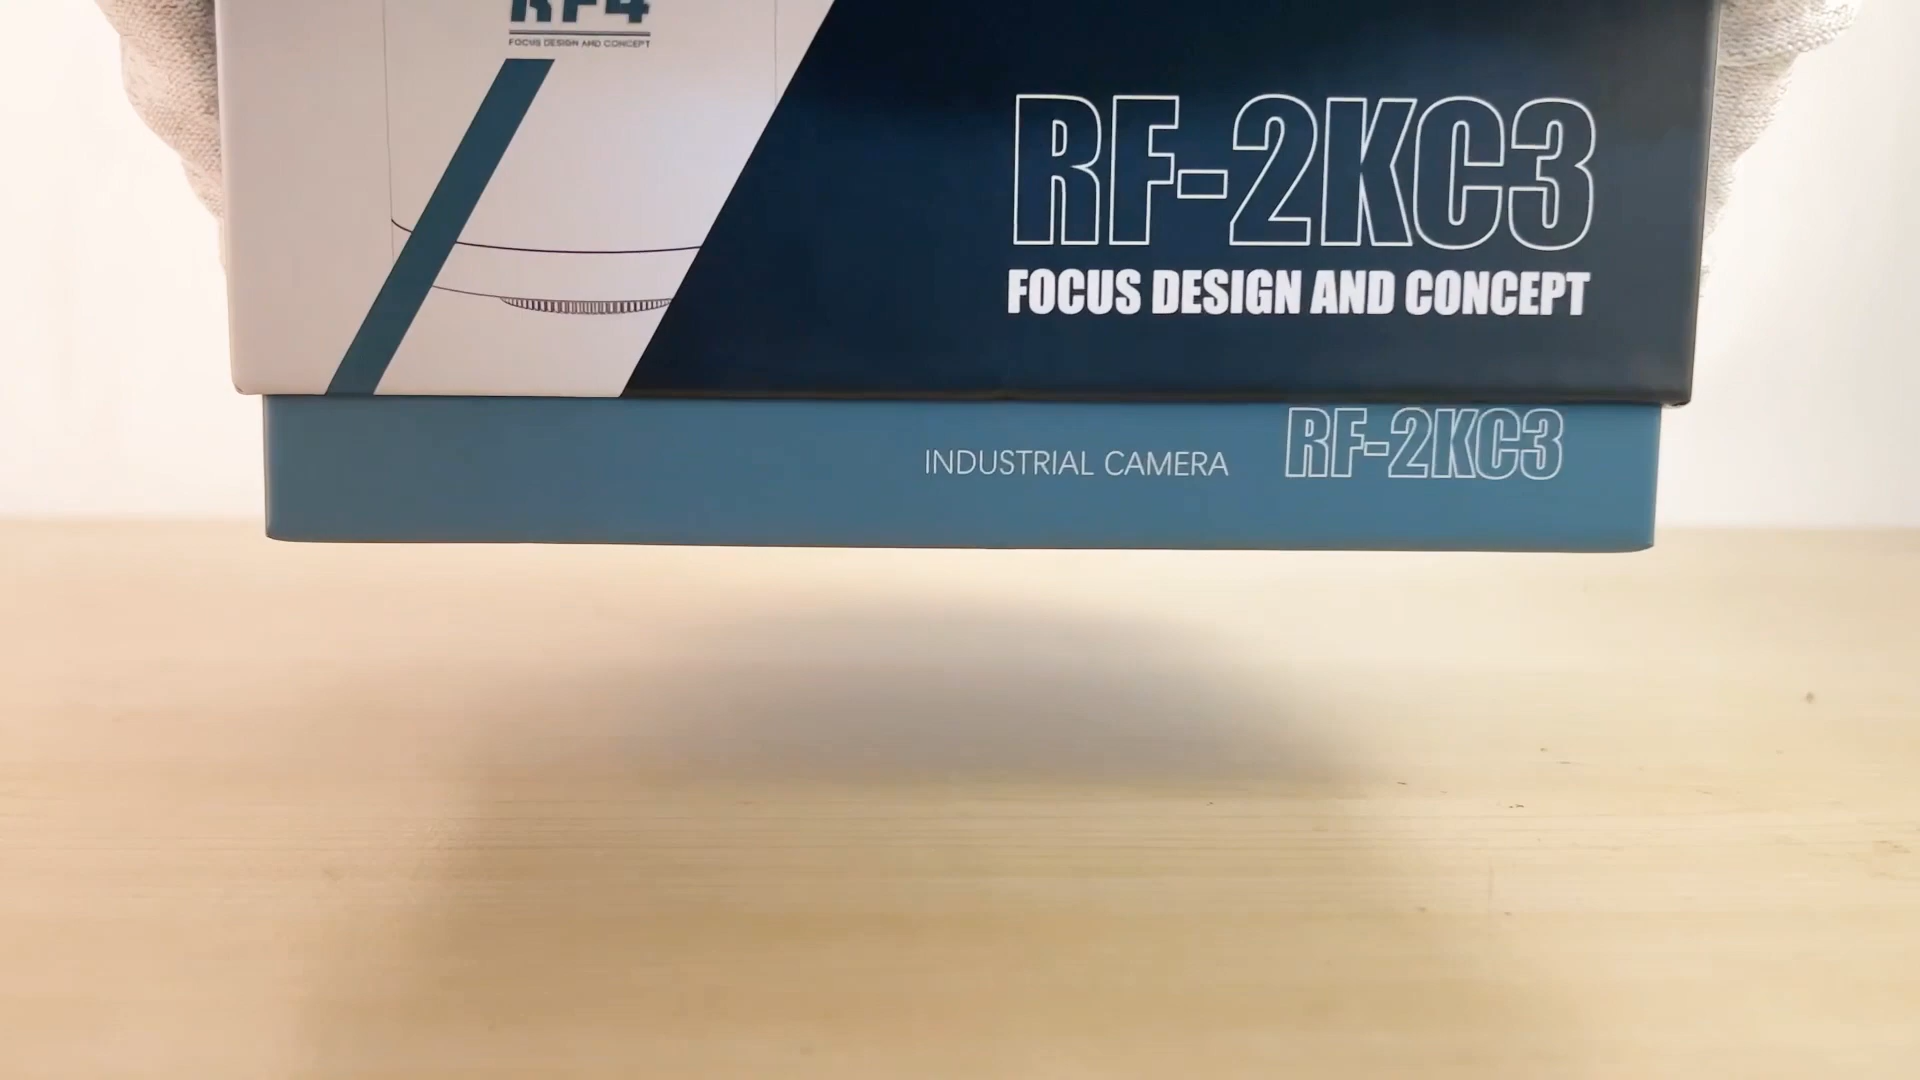 RF4
FOCUS DESIGN AND CONCEPT
RF-2KC3
FOCUS DESIGN AND CONCEPT
INDUSTRIAL CAMERA RF-2KC3